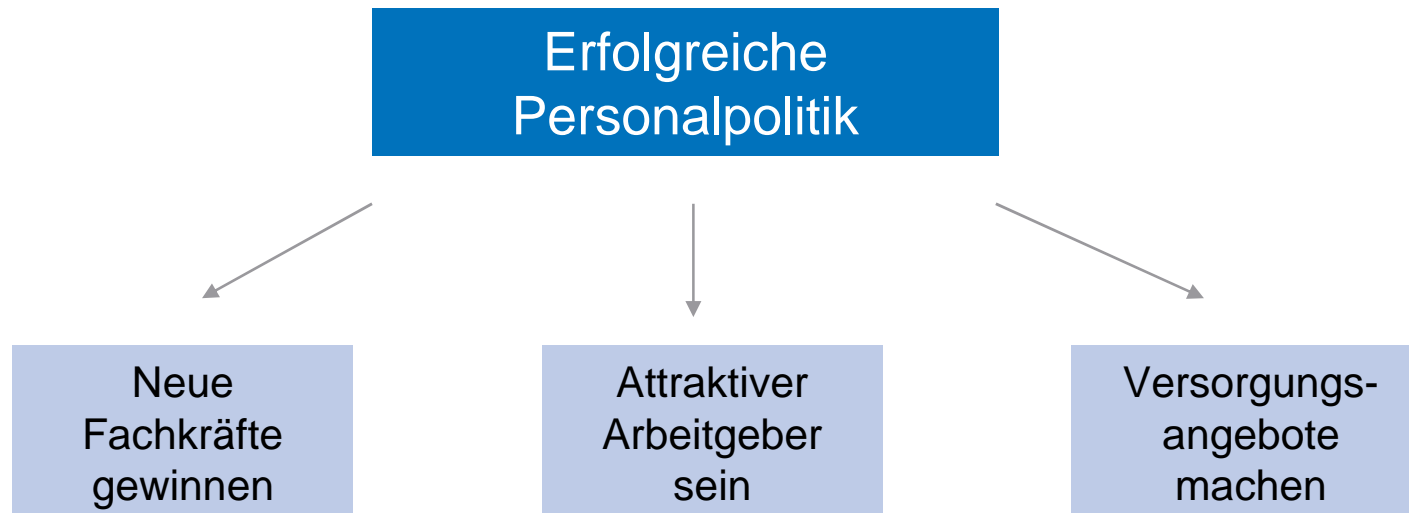 Erfolgreiche
Personalpolitik
Neue
Fachkräfte
gewinnen
Attraktiver
Arbeitgeber
sein
Versorgungs-
angebote
machen